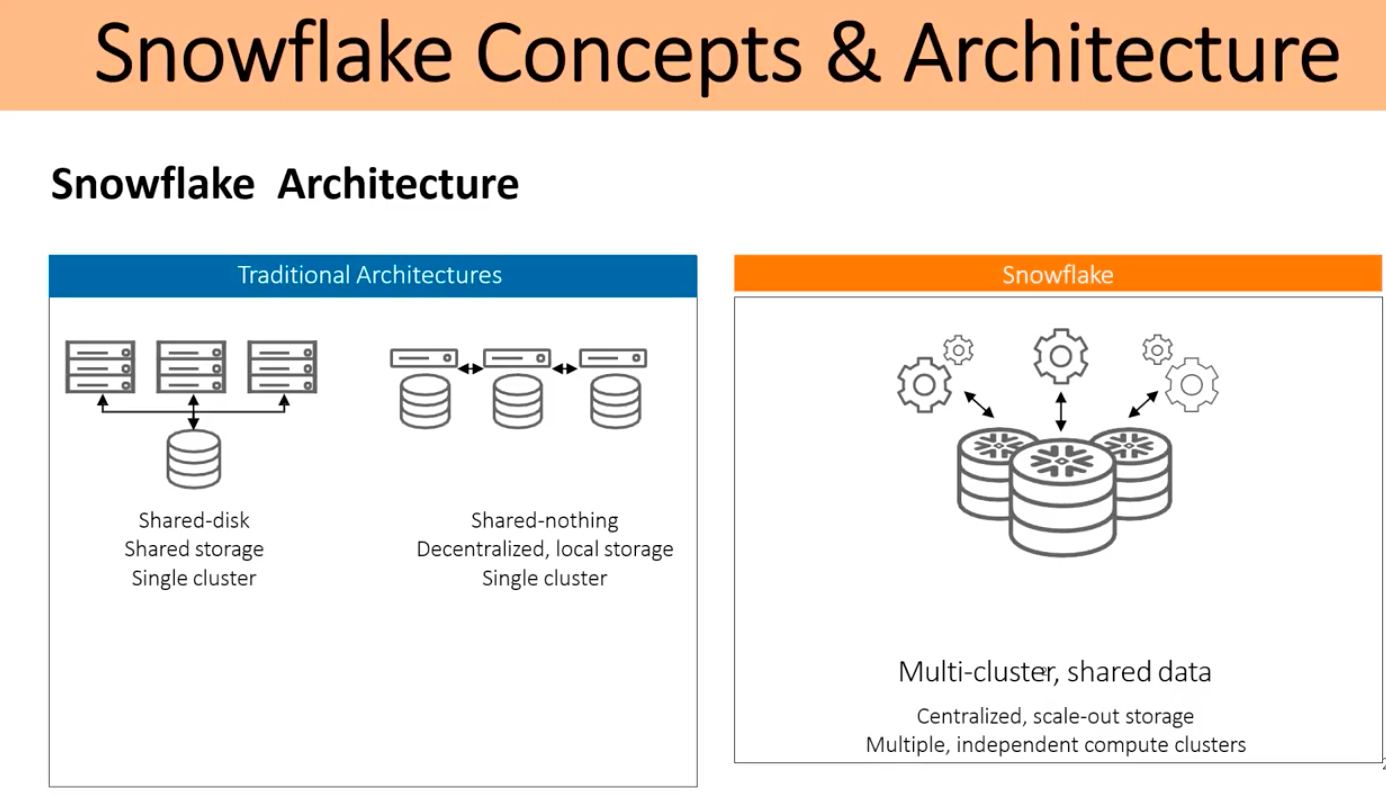 Snowflake Concepts & Architecture
Snowflake Architecture
Traditional Architectures
Shared-disk
Shared storage
Single cluster
Shared-nothing
Decentralized, local storage
Single cluster
Snowflake
Multi-cluster, shared data
Centralized, scale-out storage
Multiple, independent compute clusters